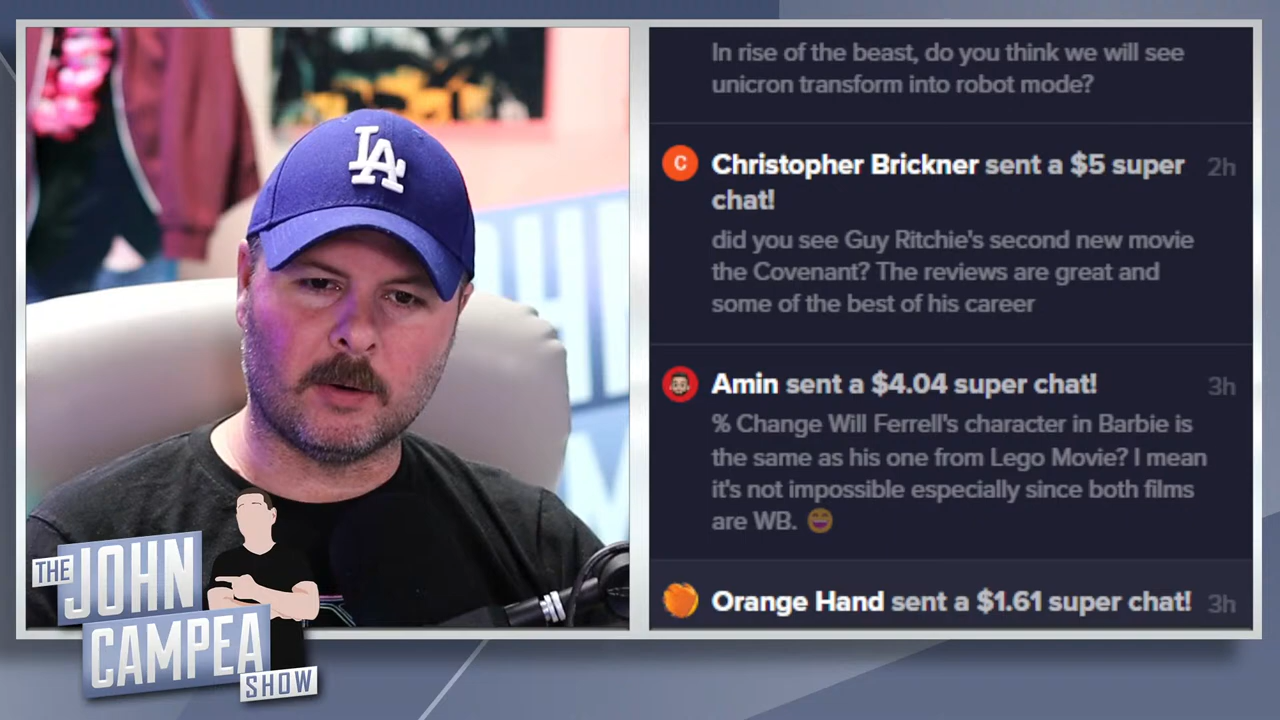 In rise of the beast, do you think we will see
unicron transform into robot mode?
C
Christopher Brickner sent a $5 super
chat!
2h
did you see Guy Ritchie's second new movie
the Covenant? The reviews are great and
some of the best of his career
Amin sent a $4.04 super chat!
3h
% Change Will Ferrell's character in Barbie is
the same as his one from Lego Movie? I mean
it's not impossible especially since both films
are WB. 😄
Orange Hand sent a $1.61 super chat!
3h
LA
THE
JOHN
CAMPEA
SHOW